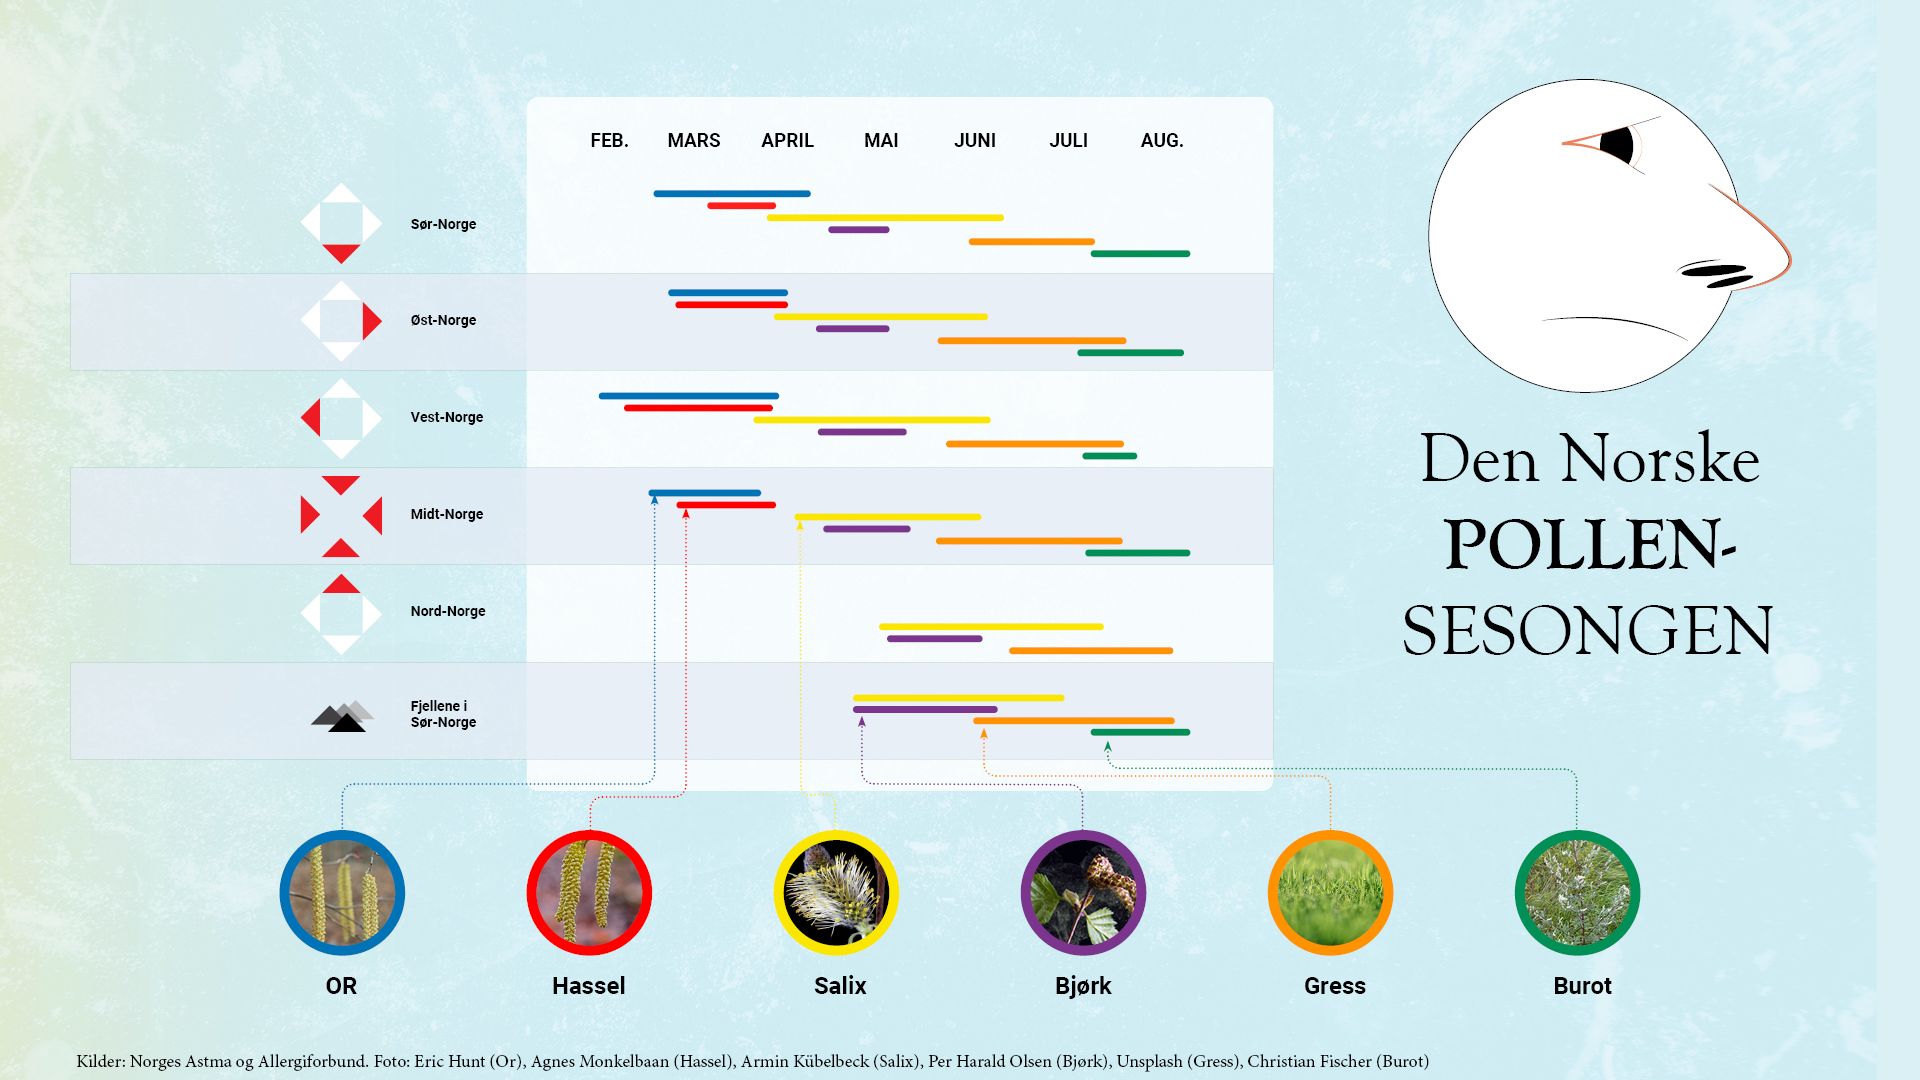 FEB. MARS APRIL MAI JUNI JULI AUG.
Sør-Norge
Øst-Norge
Vest-Norge
Midt-Norge
Nord-Norge
Fjellene i
Sør-Norge
Den Norske
POLLEN-
SESONGEN
OR Hassel Salix Bjørk Gress Burot
Kilder: Norges Astma og Allergiforbund. Foto: Eric Hunt (Or), Agnes Monkelbaan (Hassel), Armin Kübelbeck (Salix), Per Harald Olsen (Bjørk), Unsplash (Gress), Christian Fischer (Burot)